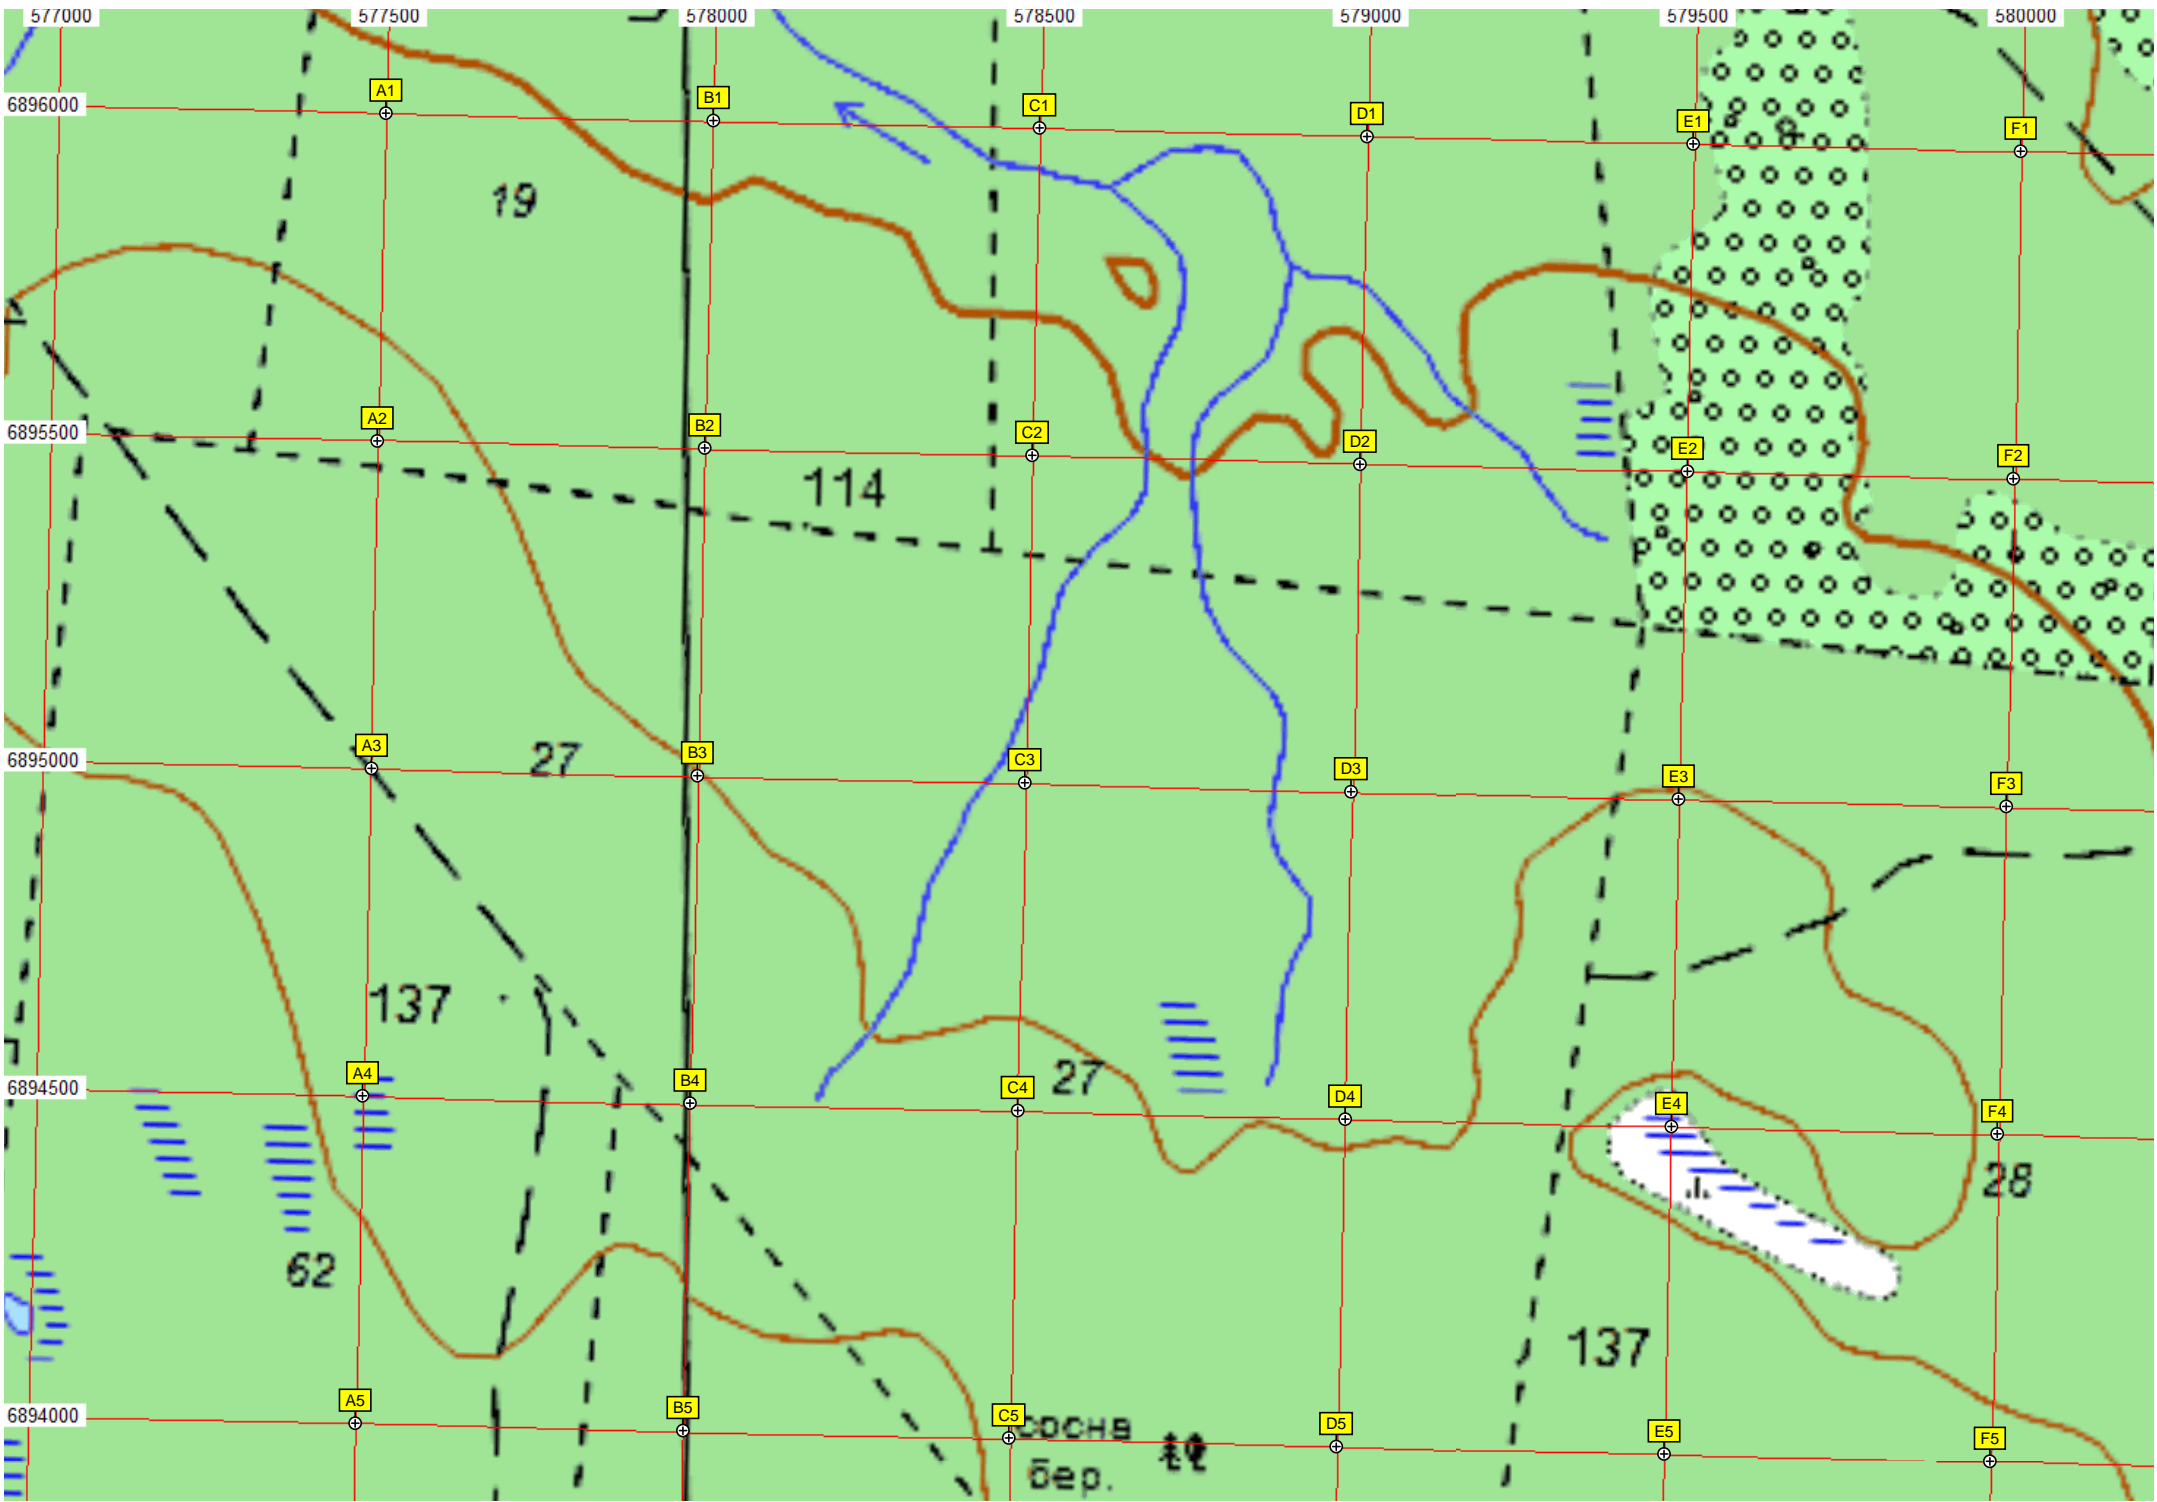 577000 577500 578000 578500 579000 579500 580000
6896000 A1 B1 C1 D1 E1 F1
19
6895500 A2 B2 C2 D2 E2 F2
114
6895000 A3 B3 C3 D3 E3 F3
27
137
6894500 A4 B4 C4 D4 E4 F4
27
28
62
137
6894000 A5 B5 C5 D5 E5 F5
сосна
бер.